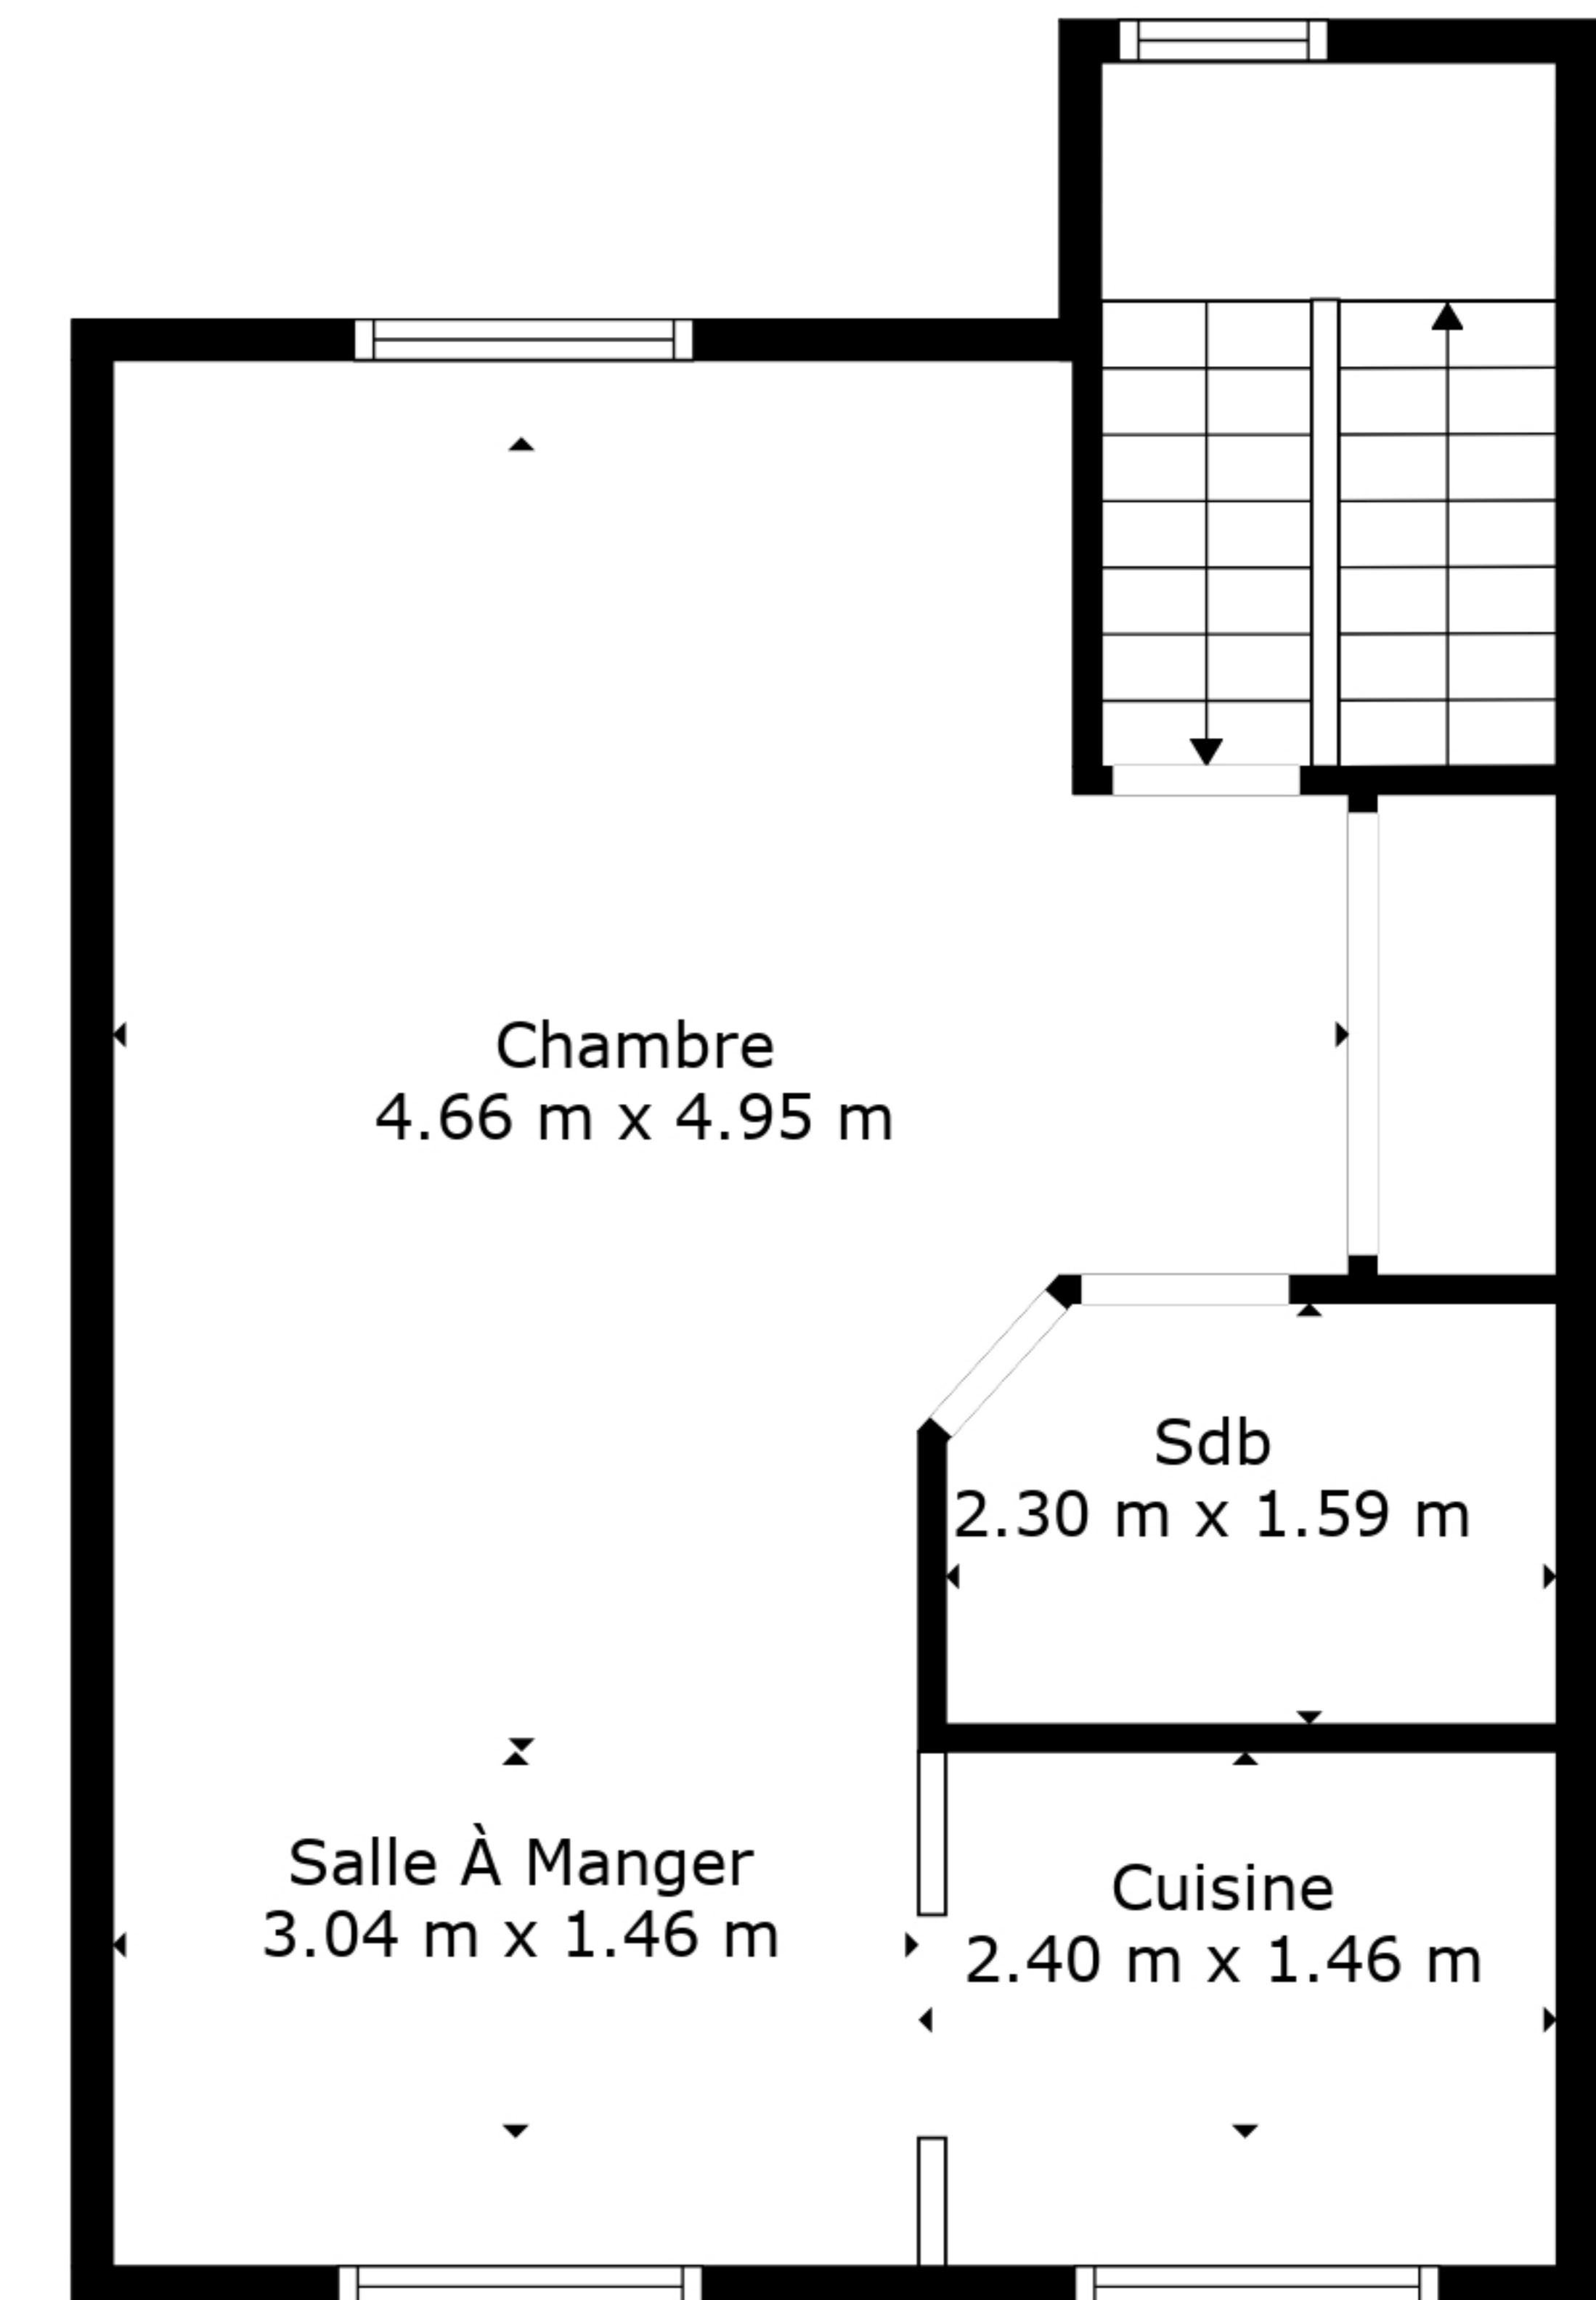 Chambre
4.66 m x 4.95 m
Sdb
2.30 m x 1.59 m
Salle À Manger
3.04 m x 1.46 m
Cuisine
2.40 m x 1.46 m